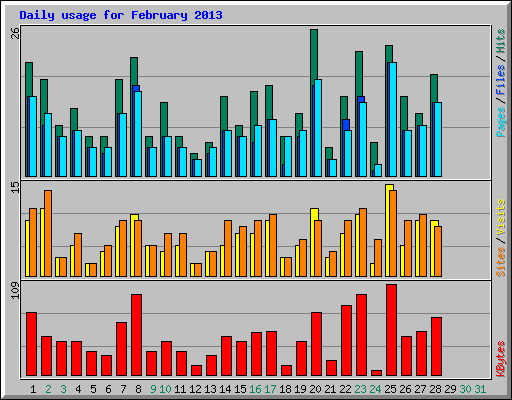 Daily usage for February 2013
26
Pages / Files / Hits
15
Sites / Visits
109
KBytes
1 2 3 4 5 6 7 8 9 10 11 12 13 14 15 16 17 18 19 20 21 22 23 24 25 26 27 28 29 30 31